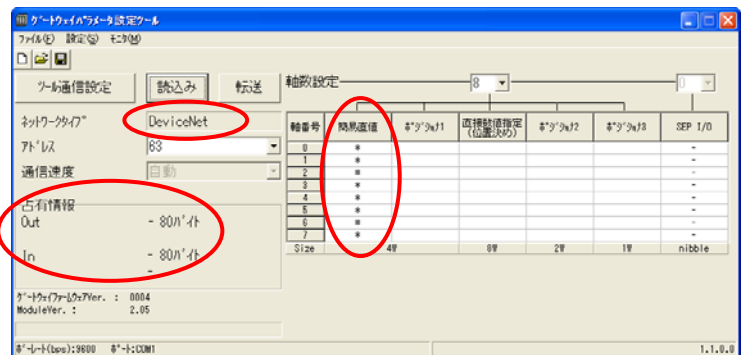 ゲートウェイパラメータ設定ツール
ファイル(F) 設定(S) モニタ(M)
ツール通信設定 読込み 転送 軸数設定 8 0
ネットワークタイプ DeviceNet
アドレス 63
通信速度 自動
占有情報
Out - 80バイト
In - 80バイト
-
ゲートウェイファームウェアVer. : 0004
ModuleVer. : 2.05
軸番号 簡易直値 ポジショナ1 直接数値指定(位置決め) ポジショナ2 ポジショナ3 SEP I/O
0 * -
1 * -
2 * -
3 * -
4 * -
5 * -
6 * -
7 * -
Size 4W 8W 2W 1W nibble
ボーレート(bps):9600 ポート:COM1 1.1.0.0